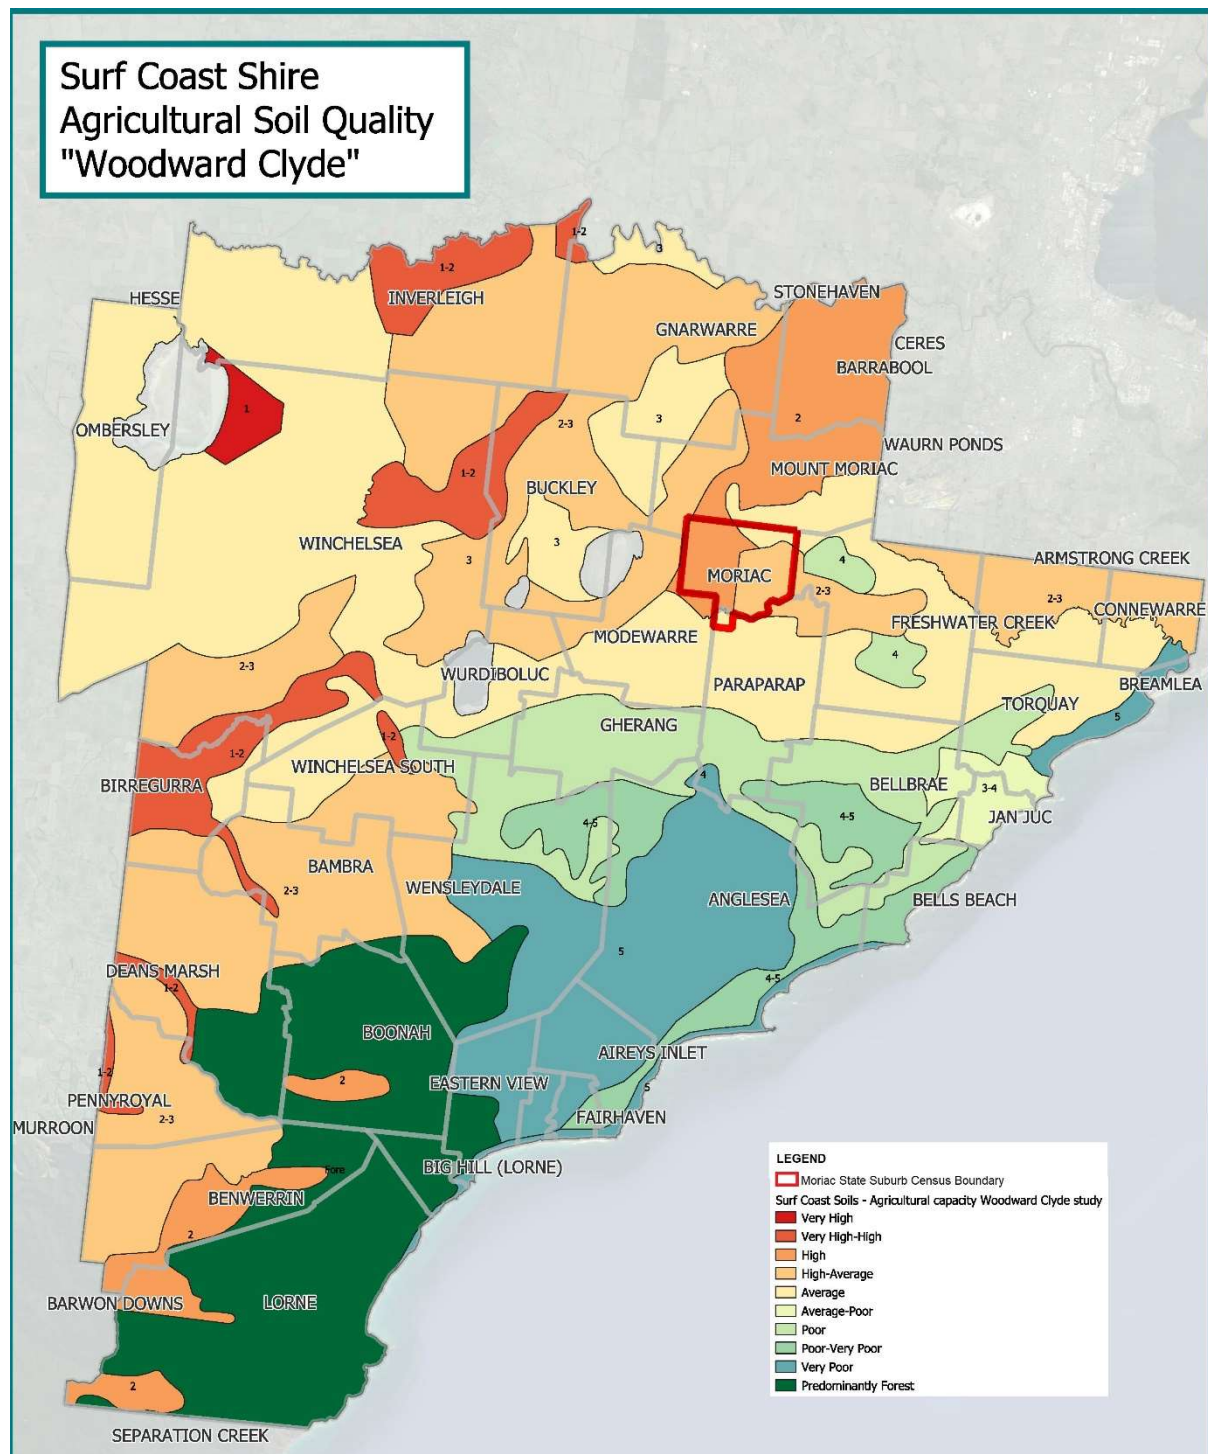 Surf Coast Shire
Agricultural Soil Quality
"Woodward Clyde"
1-2
3
1-2
HESSE
INVERLEIGH
STONEHAVEN
GNARWARRE
CERES
BARRABOOL
1
OMBERSLEY
3
2
2-3
WAURN PONDS
MOUNT MORIAC
1-2
BUCKLEY
WINCHELSEA
3
3
ARMSTRONG CREEK
4
MORIAC
2-3
2-3
CONNEWARRE
FRESHWATER CREEK
MODEWARRE
4
2-3
WURDIBOLUC
PARAPARAP
BREAMLEA
TORQUAY
5
GHERANG
1-2
1-2
WINCHELSEA SOUTH
4
BIRREGURRA
BELLBRAE
3-4
JAN JUC
4-5
4-5
BAMBRA
WENSLEYDALE
2-3
ANGLESEA
BELLS BEACH
5
DEANS MARSH
1-2
4-5
BOONAH
AIREYS INLET
1-2
2
EASTERN VIEW
5
PENNYROYAL
2-3
FAIRHAVEN
MURROON
Fore
BIG HILL (LORNE)
BENWERRIN
2
BARWON DOWNS
LORNE
2
SEPARATION CREEK
LEGEND
Moriac State Suburb Census Boundary
Surf Coast Soils - Agricultural capacity Woodward Clyde study
Very High
Very High-High
High
High-Average
Average
Average-Poor
Poor
Poor-Very Poor
Very Poor
Predominantly Forest